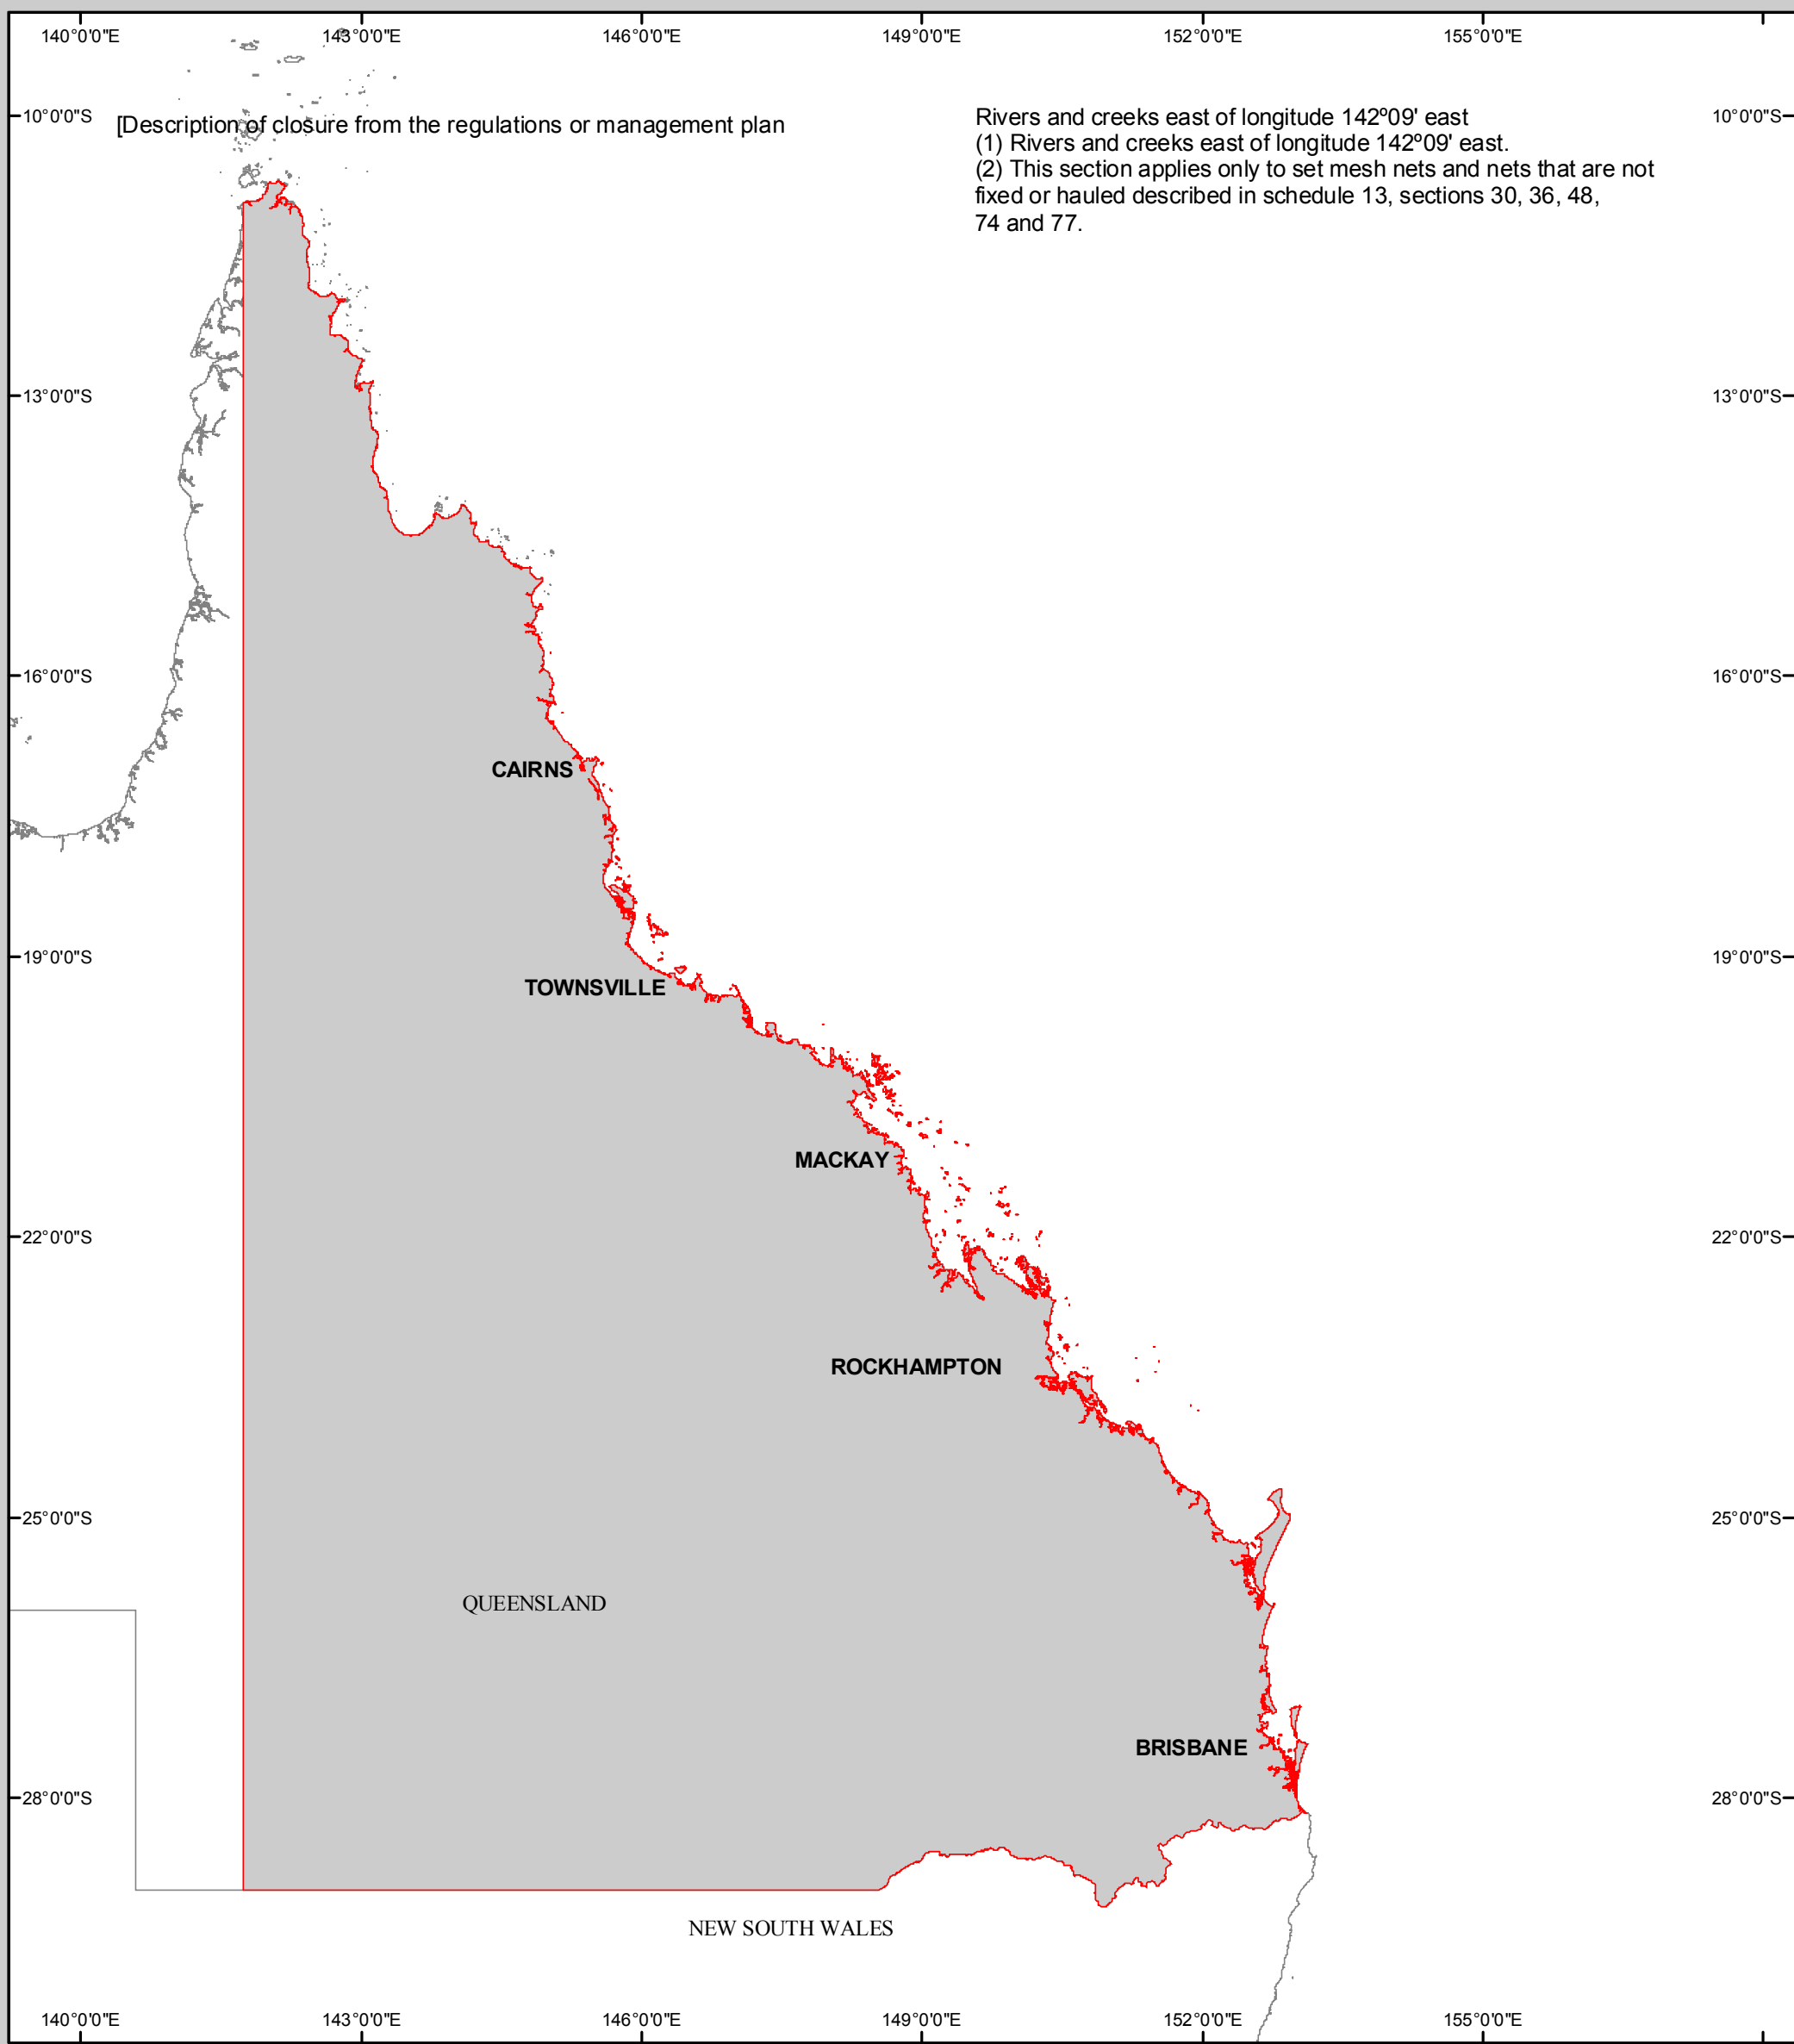 140°0'0"E 143°0'0"E 146°0'0"E 149°0'0"E 152°0'0"E 155°0'0"E
10°0'0"S 10°0'0"S
[Description of closure from the regulations or management plan
Rivers and creeks east of longitude 142º09' east
(1) Rivers and creeks east of longitude 142º09' east.
(2) This section applies only to set mesh nets and nets that are not
fixed or hauled described in schedule 13, sections 30, 36, 48,
74 and 77.
13°0'0"S 13°0'0"S
16°0'0"S 16°0'0"S
CAIRNS
19°0'0"S 19°0'0"S
TOWNSVILLE
MACKAY
22°0'0"S 22°0'0"S
ROCKHAMPTON
25°0'0"S 25°0'0"S
QUEENSLAND
BRISBANE
28°0'0"S 28°0'0"S
NEW SOUTH WALES
140°0'0"E 143°0'0"E 146°0'0"E 149°0'0"E 152°0'0"E 155°0'0"E